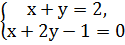 x + y = 2,
x + 2y − 1 = 0